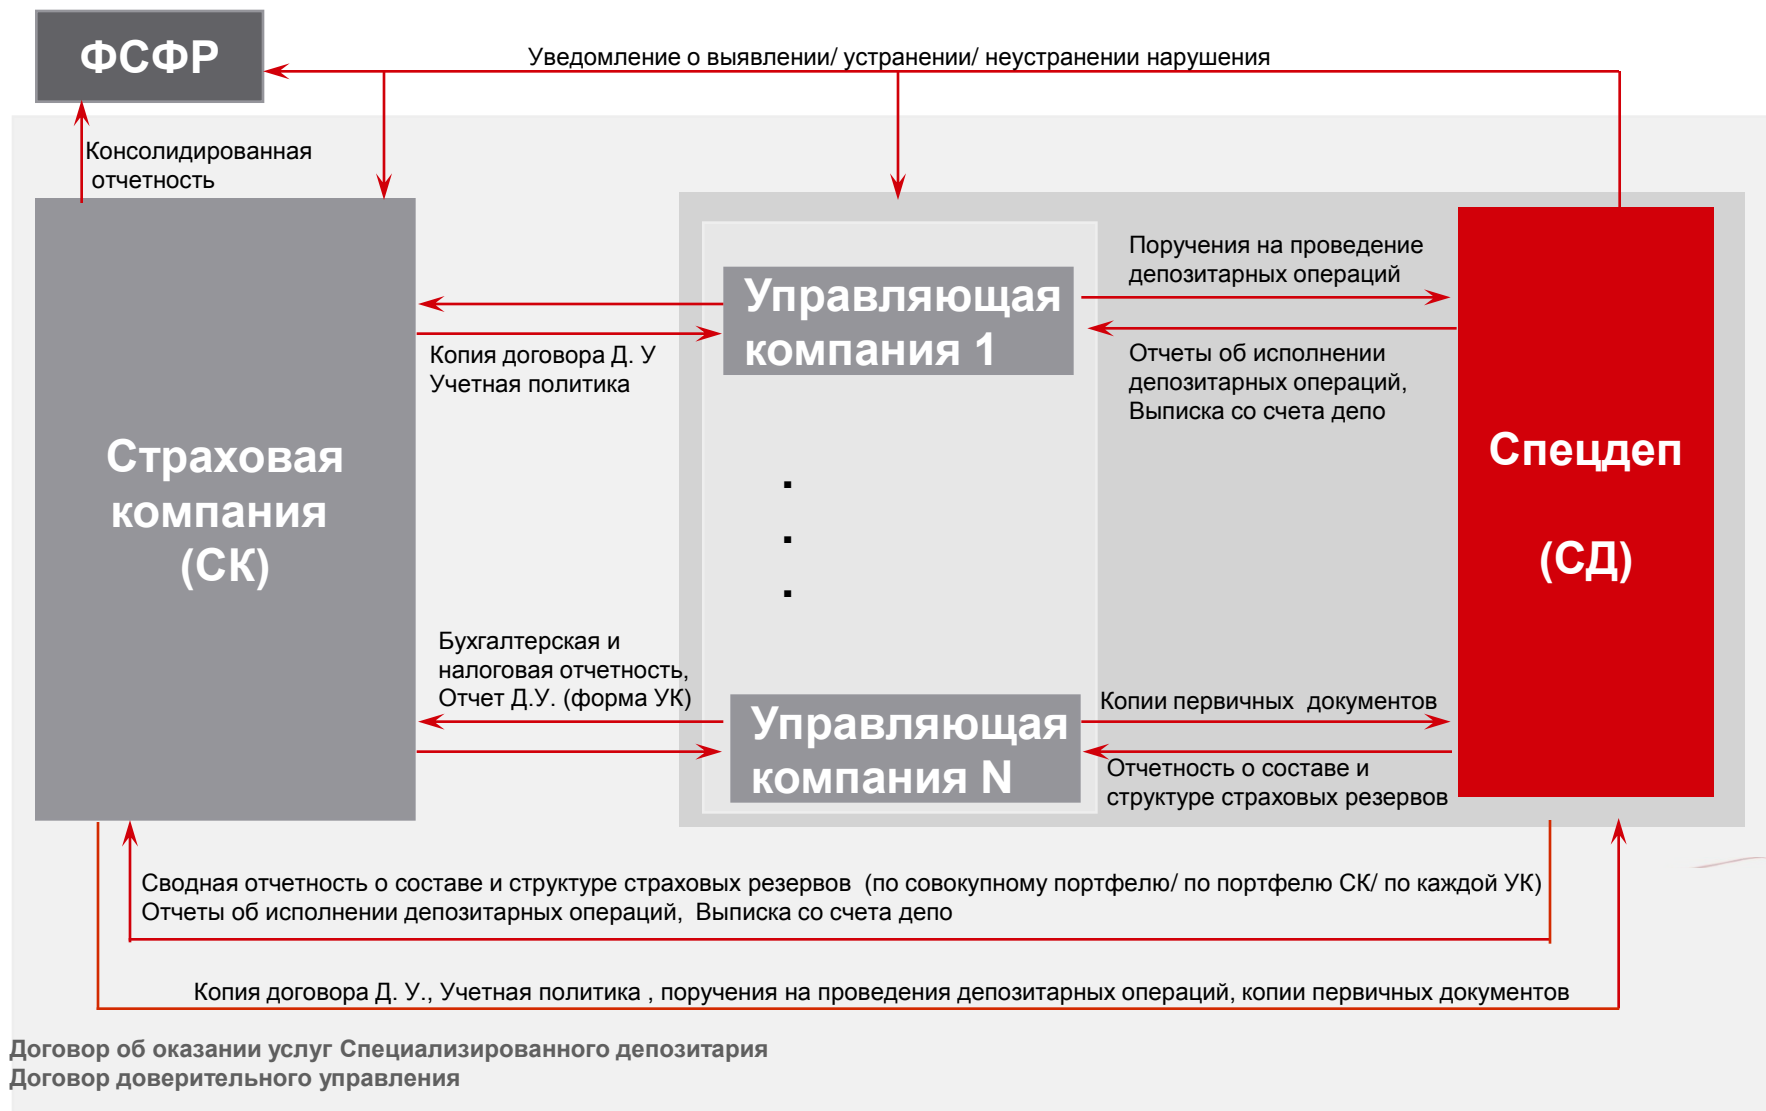 ФСФР
Уведомление о выявлении/ устранении/ неустранении нарушения
Консолидированная
отчетность
Страховая
компания
(СК)
Копия договора Д. У
Учетная политика
Бухгалтерская и
налоговая отчетность,
Отчет Д.У. (форма УК)
Управляющая
компания 1
.
.
.
Управляющая
компания N
Поручения на проведение
депозитарных операций
Отчеты об исполнении
депозитарных операций,
Выписка со счета депо
Копии первичных документов
Отчетность о составе и
структуре страховых резервов
Спецдеп
(СД)
Сводная отчетность о составе и структуре страховых резервов (по совокупному портфелю/ по портфелю СК/ по каждой УК)
Отчеты об исполнении депозитарных операций, Выписка со счета депо
Копия договора Д. У., Учетная политика , поручения на проведения депозитарных операций, копии первичных документов
Договор об оказании услуг Специализированного депозитария
Договор доверительного управления